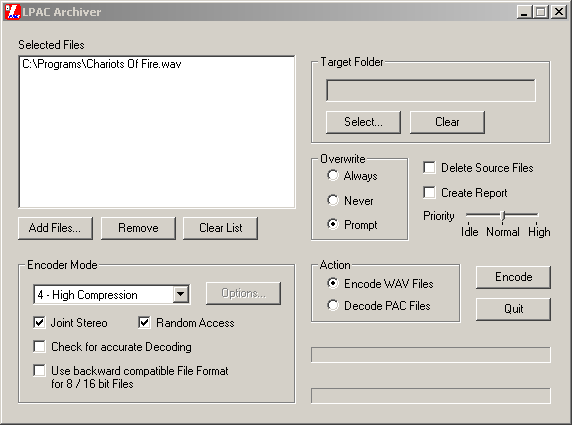 LPAC Archiver
Selected Files
C:\Programs\Chariots Of Fire.wav
Add Files...
Remove
Clear List
Target Folder
Select...
Clear
Overwrite
Always
Never
Prompt
Delete Source Files
Create Report
Priority
Idle Normal High
Encoder Mode
4 - High Compression
Options...
Joint Stereo
Random Access
Check for accurate Decoding
Use backward compatible File Format
for 8 / 16 bit Files
Action
Encode WAV Files
Decode PAC Files
Encode
Quit